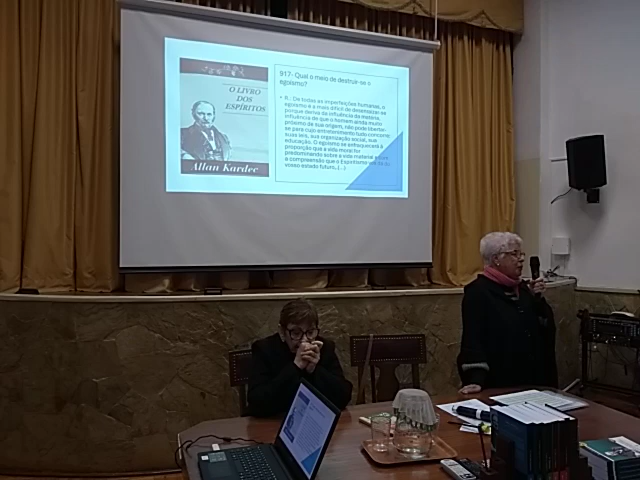 O LIVRO
DOS
ESPÍRITOS
Allan Kardec
917- Qual o meio de destruir-se o
egoísmo?
• R.: De todas as imperfeições humanas, o
egoísmo é a mais difícil de desenraizar-se
porque deriva da influência da matéria,
influência de que o homem ainda muito
próximo de sua origem, não pode libertar-
se para cujo entretenimento tudo concorre
suas leis, sua organização social, sua
educação. O egoísmo se enfraquecerá à
proporção que a vida moral for
predominando sobre a vida material e com
a compreensão que o Espiritismo vos dá do
vosso estado futuro,(...)